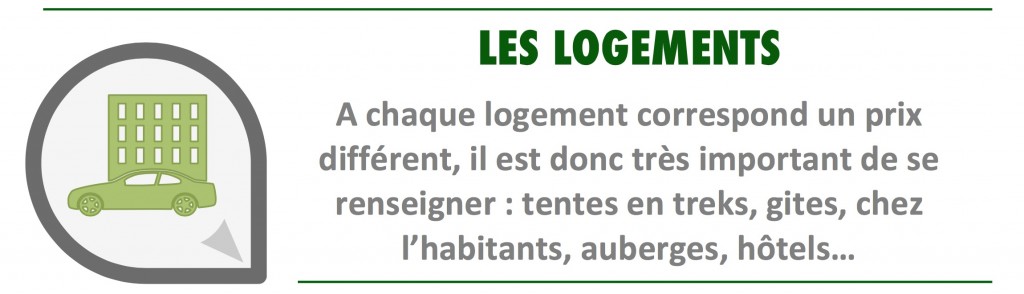 LES LOGEMENTS
A chaque logement correspond un prix
différent, il est donc très important de se
renseigner : tentes en treks, gites, chez
l’habitants, auberges, hôtels…